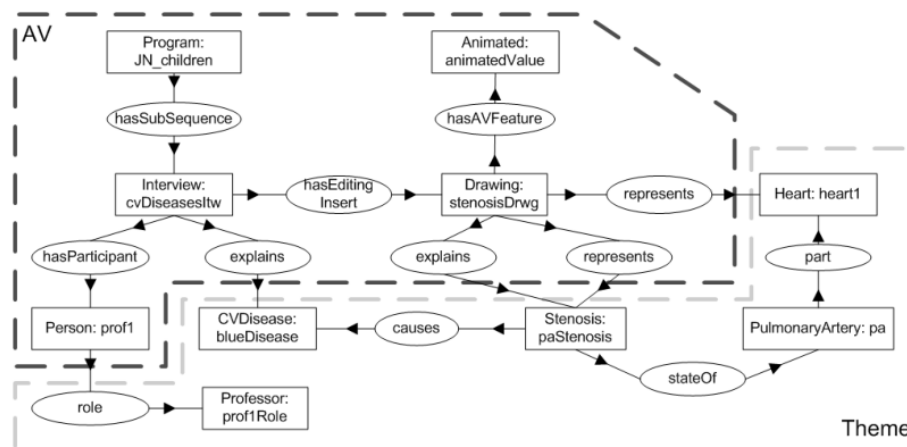 AV
Program:
JN_children
Animated:
animatedValue
hasSubSequence
hasAVFeature
Interview:
cvDiseasesItw
hasEditing
Insert
Drawing:
stenosisDrwg
represents
Heart: heart1
hasParticipant
explains
explains
represents
part
Person: prof1
CVDisease:
blueDisease
causes
Stenosis:
paStenosis
PulmonaryArtery: pa
stateOf
role
Professor:
prof1Role
Theme